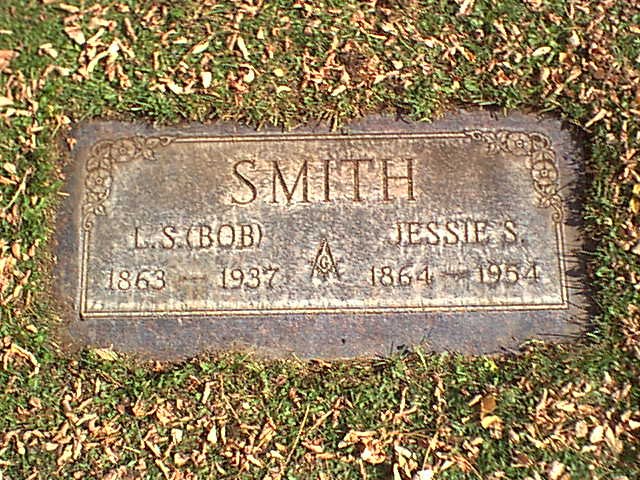 SMITH
L.S. (BOB) JESSIE S.
1863 — 1937 G 1864 — 1954